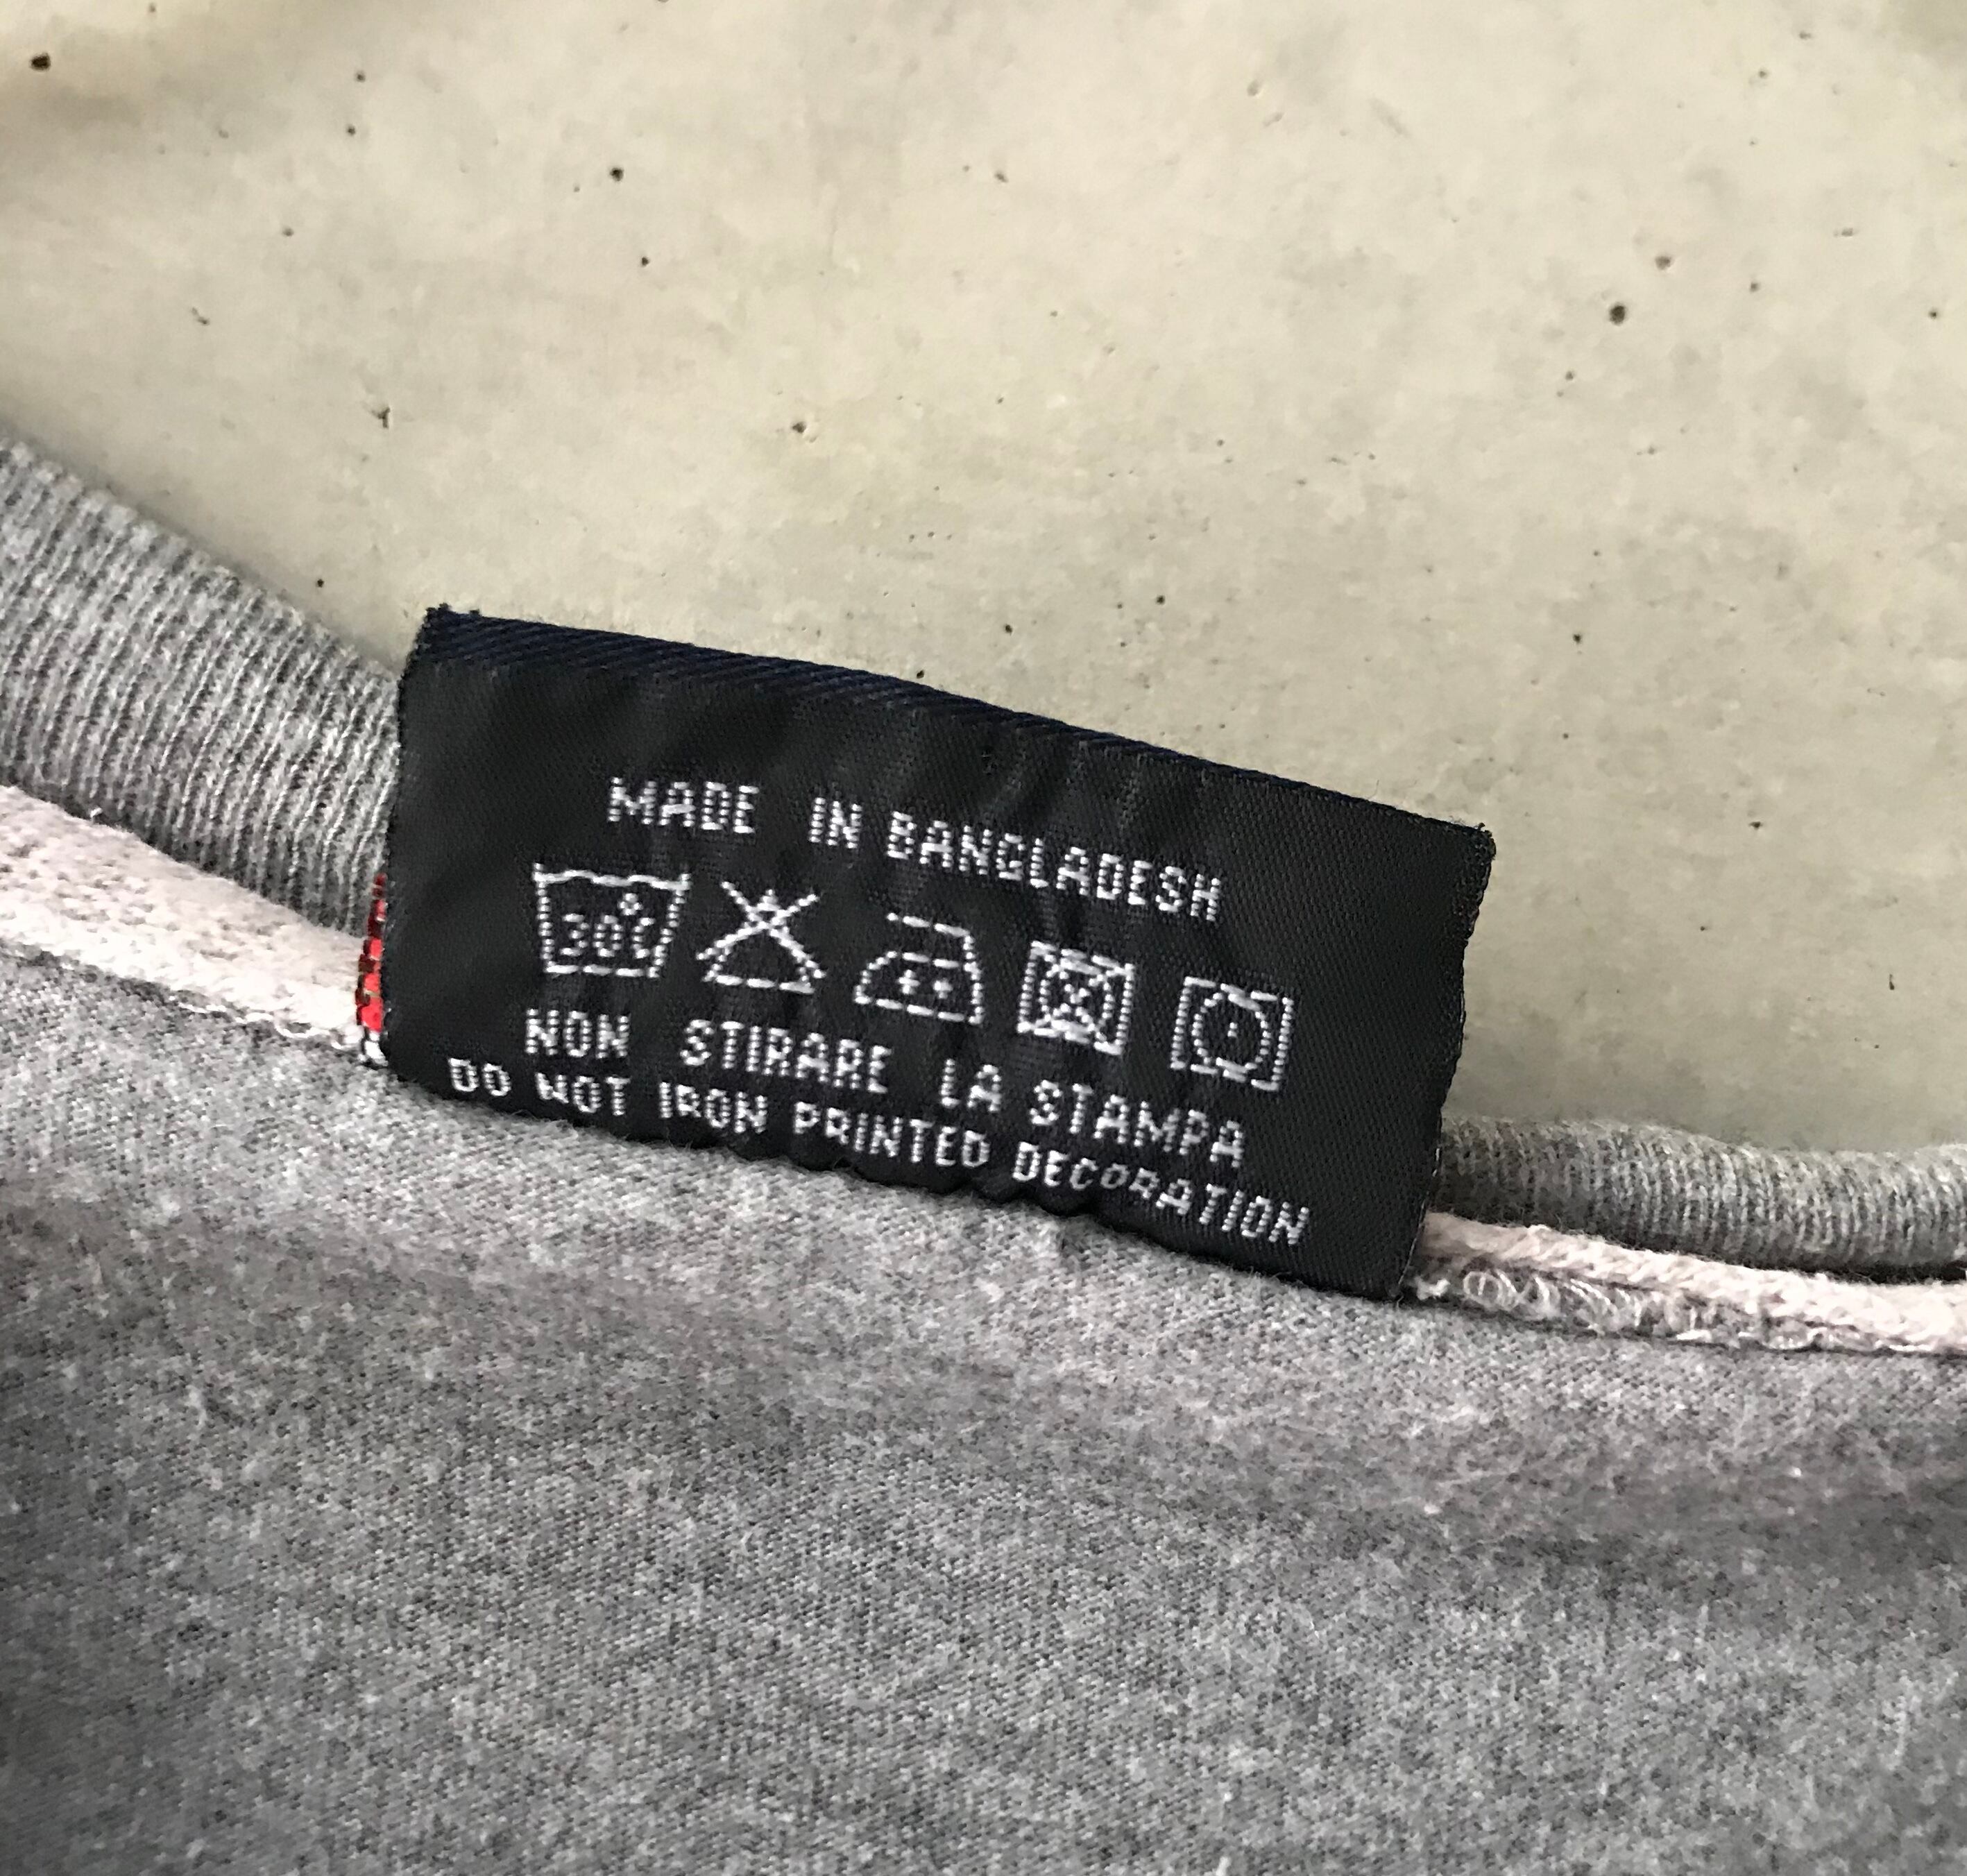 MADE IN BANGLADESH
30°C
NON STIRARE LA STAMPA
DO NOT IRON PRINTED DECORATION